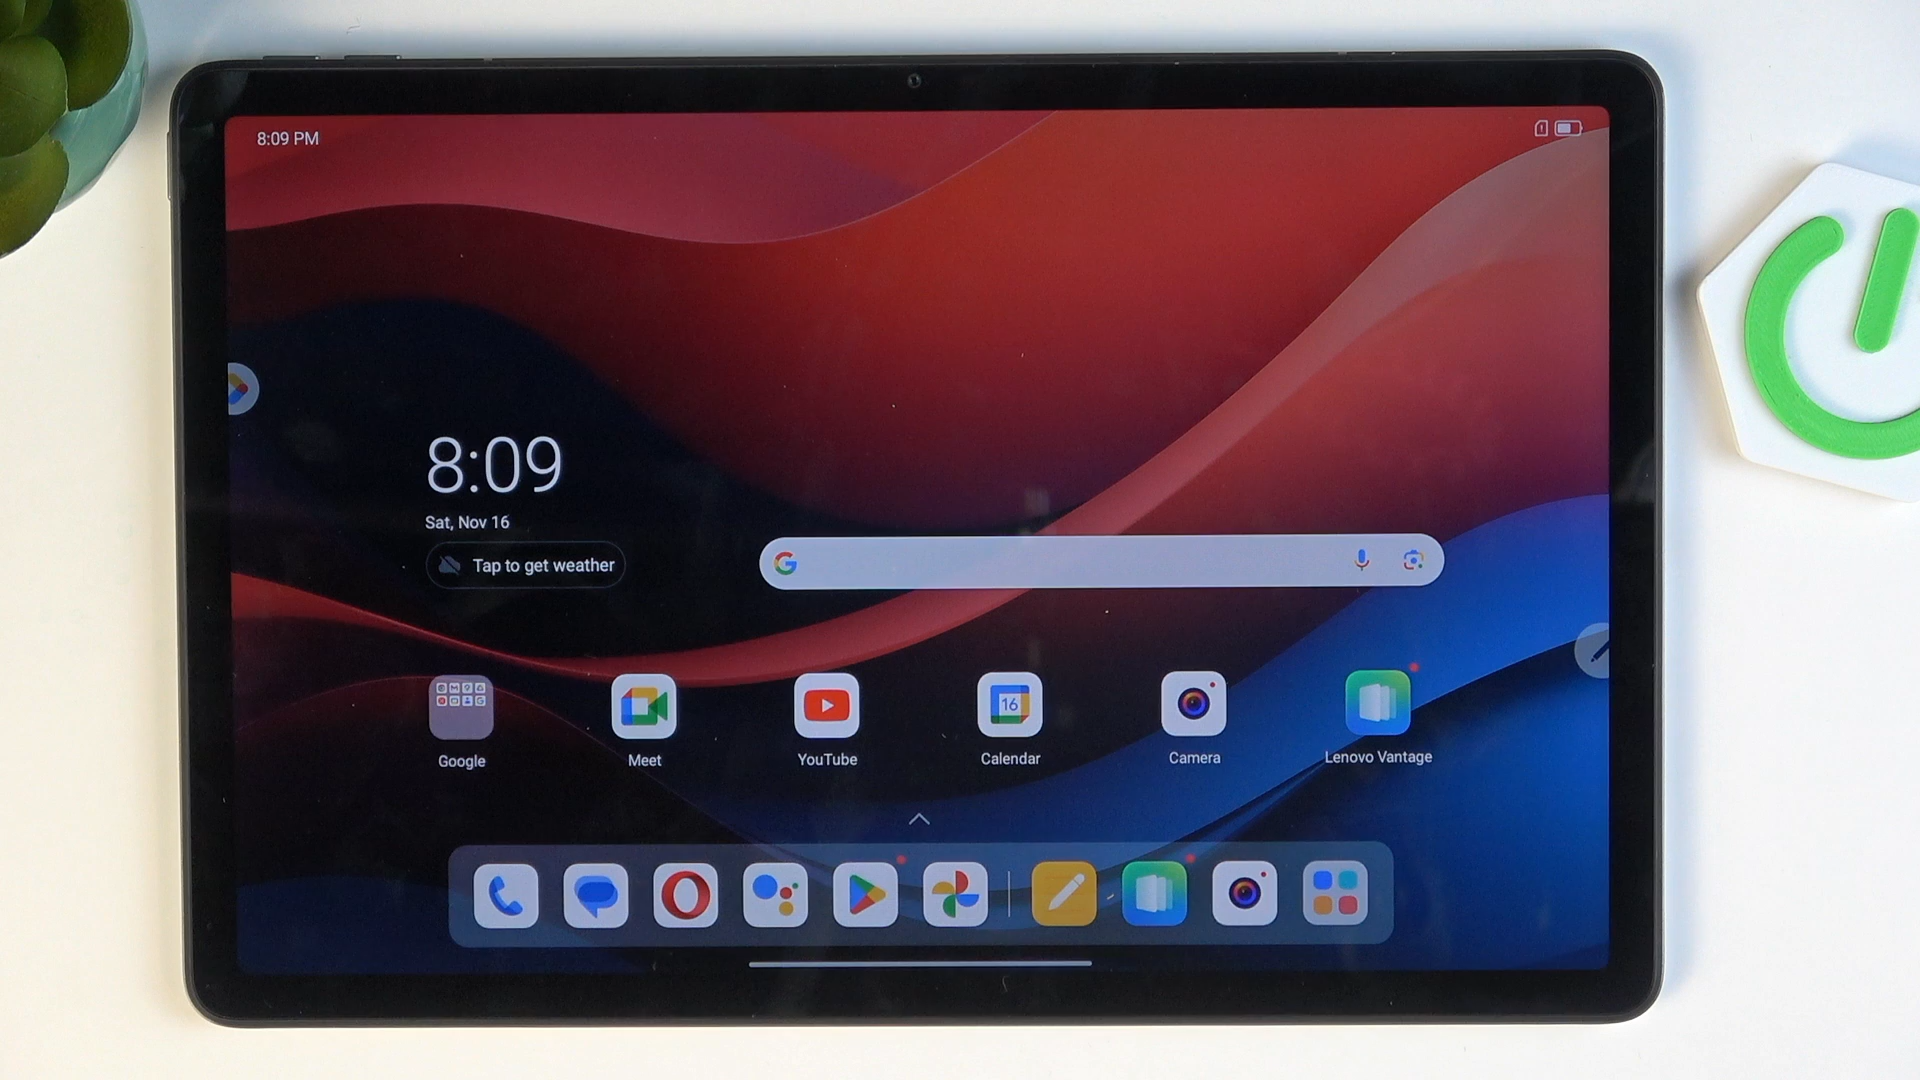 8:09 PM
8:09
Sat, Nov 16
Tap to get weather
16
Google
Meet
YouTube
Calendar
Camera
Lenovo Vantage